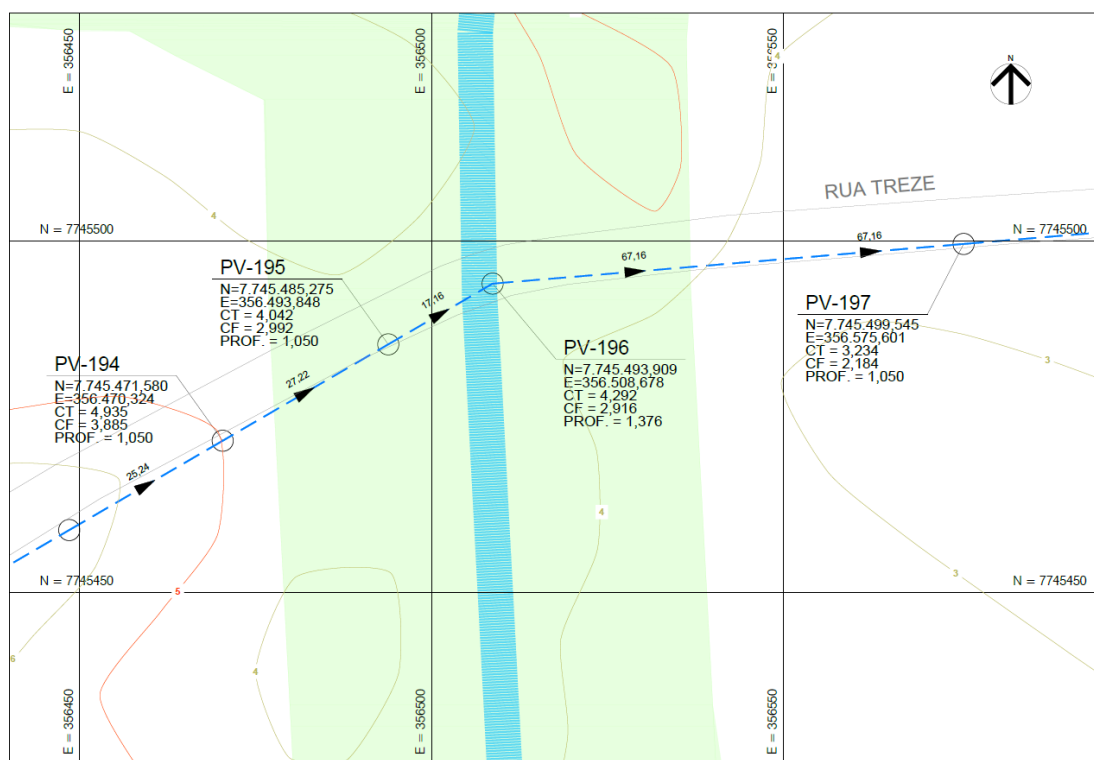 E = 356450
E = 356500
E = 356550
4
N
RUA TREZE
4
N = 7745500
N = 7745500
67,16
67,16
PV-195
N=7.745.485,275
E=356.493,848
CT = 4,042
CF = 2,992
PROF. = 1,050
17,16
PV-197
N=7.745.499,545
E=356.575,601
CT = 3,234
CF = 2,184
PROF. = 1,050
PV-196
N=7.745.493,909
E=356.508,678
CT = 4,292
CF = 2,916
PROF. = 1,376
3
PV-194
N=7.745.471,580
E=356.470,324
CT = 4,935
CF = 3,885
PROF. = 1,050
27,22
25,24
4
3
N = 7745450
N = 7745450
5
6
4
E = 356450
E = 356500
E = 356550